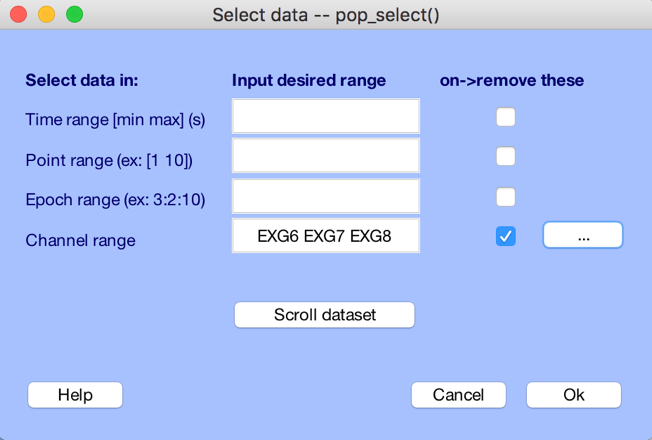 Select data -- pop_select()
Select data in: Input desired range on->remove these
Time range [min max] (s)
Point range (ex: [1 10])
Epoch range (ex: 3:2:10)
Channel range EXG6 EXG7 EXG8 ...
Scroll dataset
Help Cancel Ok